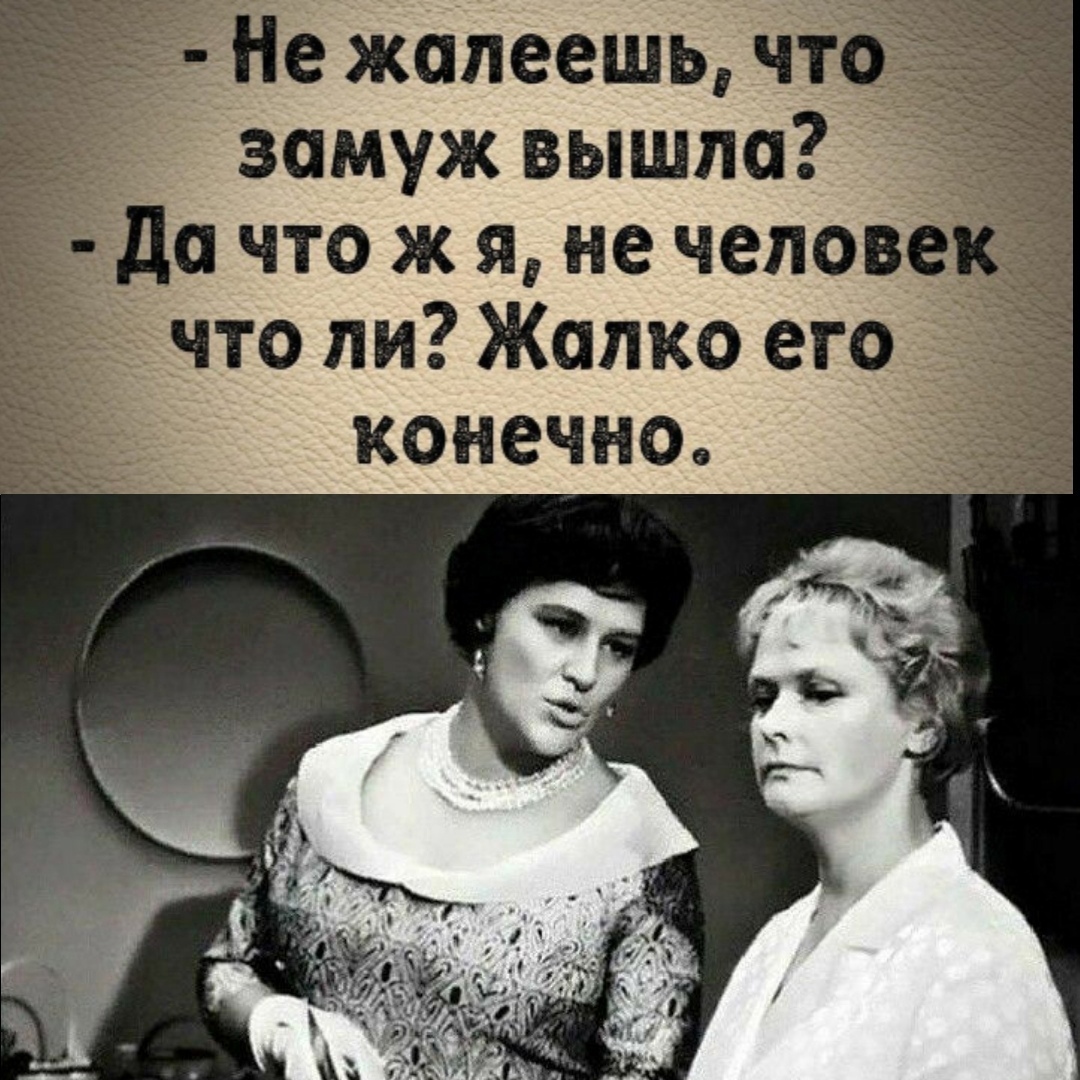 - Не жалеешь, что
замуж вышла?
- Да что ж я, не человек
что ли? Жалко его
конечно.